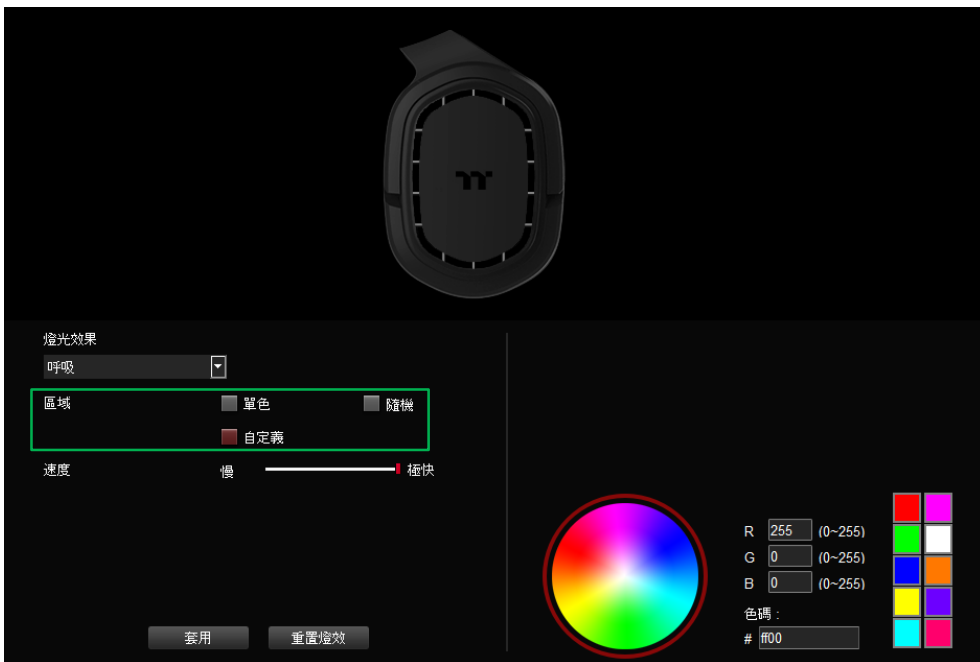 燈光效果
呼吸
區域 單色 隨機
自定義
速度 慢 極快
R 255 (0~255)
G 0 (0~255)
B 0 (0~255)
色碼 :
# ff00
套用 重置燈效